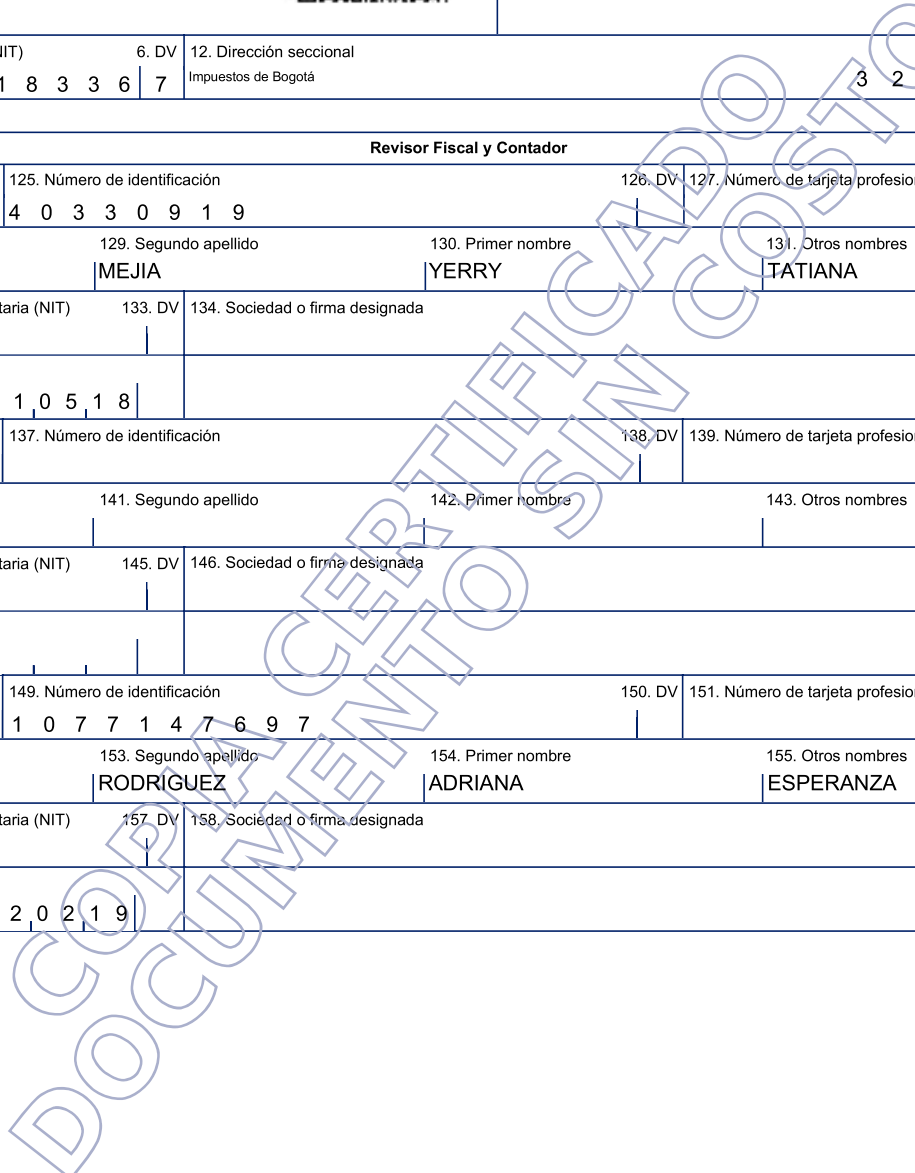 NIT) 6. DV 12. Dirección seccional
1 8 3 3 6 7 Impuestos de Bogotá 3 2
Revisor Fiscal y Contador
125. Número de identificación 126. DV 127. Número de tarjeta profesion
4 0 3 3 0 9 1 9
129. Segundo apellido 130. Primer nombre 131. Otros nombres
MEJIA YERRY TATIANA
taria (NIT) 133. DV 134. Sociedad o firma designada
1 0 5 1 8
137. Número de identificación 138. DV 139. Número de tarjeta profesion
141. Segundo apellido 142. Primer nombre 143. Otros nombres
taria (NIT) 145. DV 146. Sociedad o firma designada
149. Número de identificación 150. DV 151. Número de tarjeta profesion
1 0 7 7 1 4 7 6 9 7
153. Segundo apellido 154. Primer nombre 155. Otros nombres
RODRIGUEZ ADRIANA ESPERANZA
taria (NIT) 157. DV 158. Sociedad o firma designada
2 0 2 1 9
COPIA CERTIFICADO
DOCUMENTO SIN COSTO